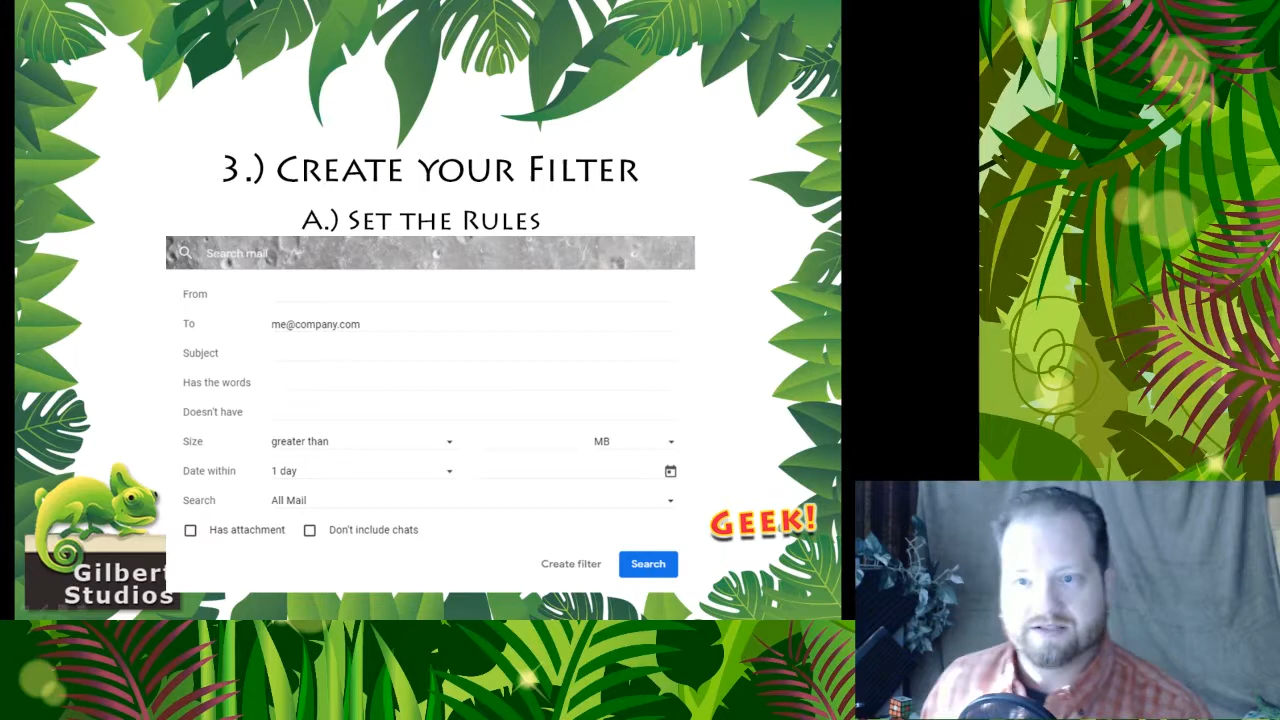 3.) Create your Filter
A.) Set the Rules
Search mail
From
To me@company.com
Subject
Has the words
Doesn't have
Size greater than MB
Date within 1 day
Search All Mail
Has attachment Don't include chats
Create filter Search
GEEK!
Gilbert
Studios